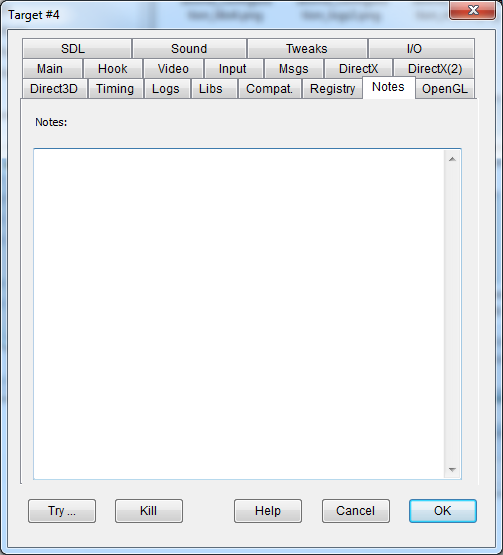 Target #4
SDL Sound Tweaks I/O
Main Hook Video Input Msgs DirectX DirectX(2)
Direct3D Timing Logs Libs Compat. Registry Notes OpenGL
Notes:
Try ... Kill Help Cancel OK